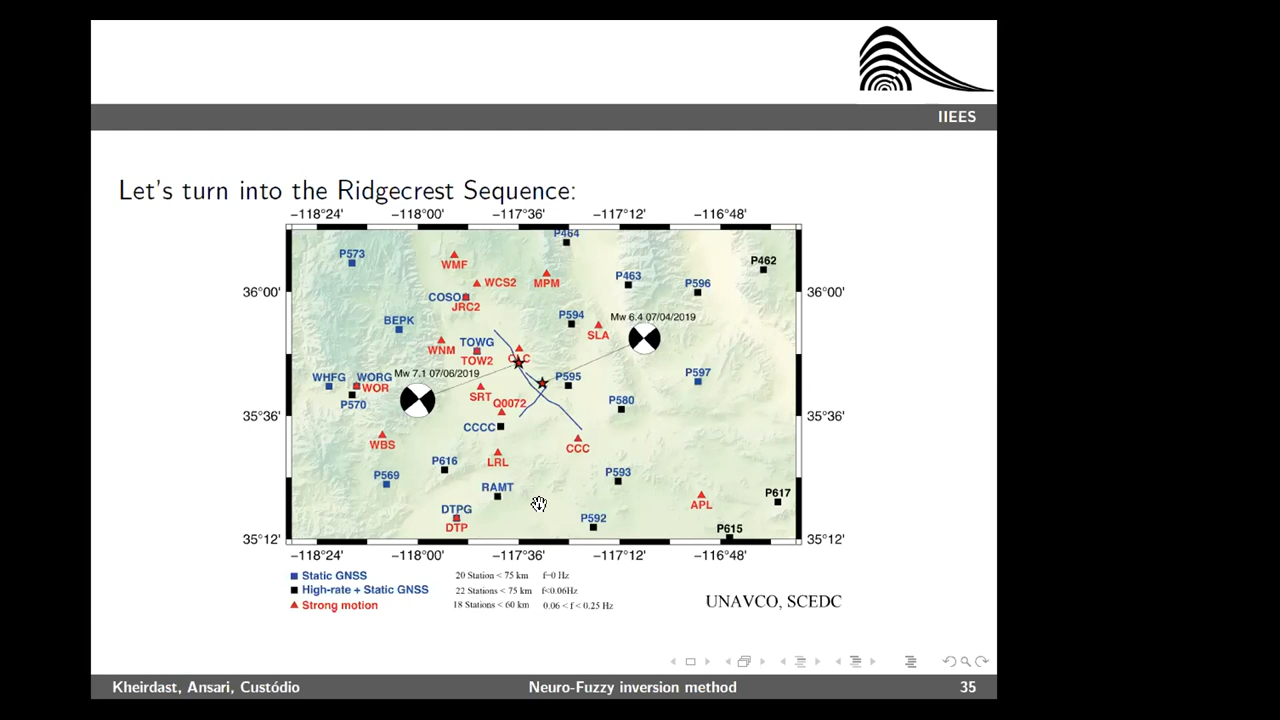 IIEES
Let's turn into the Ridgecrest Sequence:
−118°24' −118°00' −117°36' −117°12' −116°48'
P464
P573
WMF
P462
WCS2 MPM P463 P596
36°00' 36°00'
COSO
JRC2
BEPK P594 Mw 6.4 07/04/2019
SLA
WNM TOWG
TOW2 CLC
Mw 7.1 07/06/2019 P597
WHFG WORG P595
WOR
P570 SRT Q0072 P580
35°36' 35°36'
CCCC
WBS CCC
P616 LRL
P569 P593
RAMT P617
APL
DTPG P592
DTP P615
35°12' 35°12'
−118°24' −118°00' −117°36' −117°12' −116°48'
Static GNSS 20 Station < 75 km f=0 Hz
High-rate + Static GNSS 22 Stations < 75 km f<0.06Hz
Strong motion 18 Stations < 60 km 0.06 < f < 0.25 Hz
UNAVCO, SCEDC
Kheirdast, Ansari, Custódio Neuro-Fuzzy inversion method 35